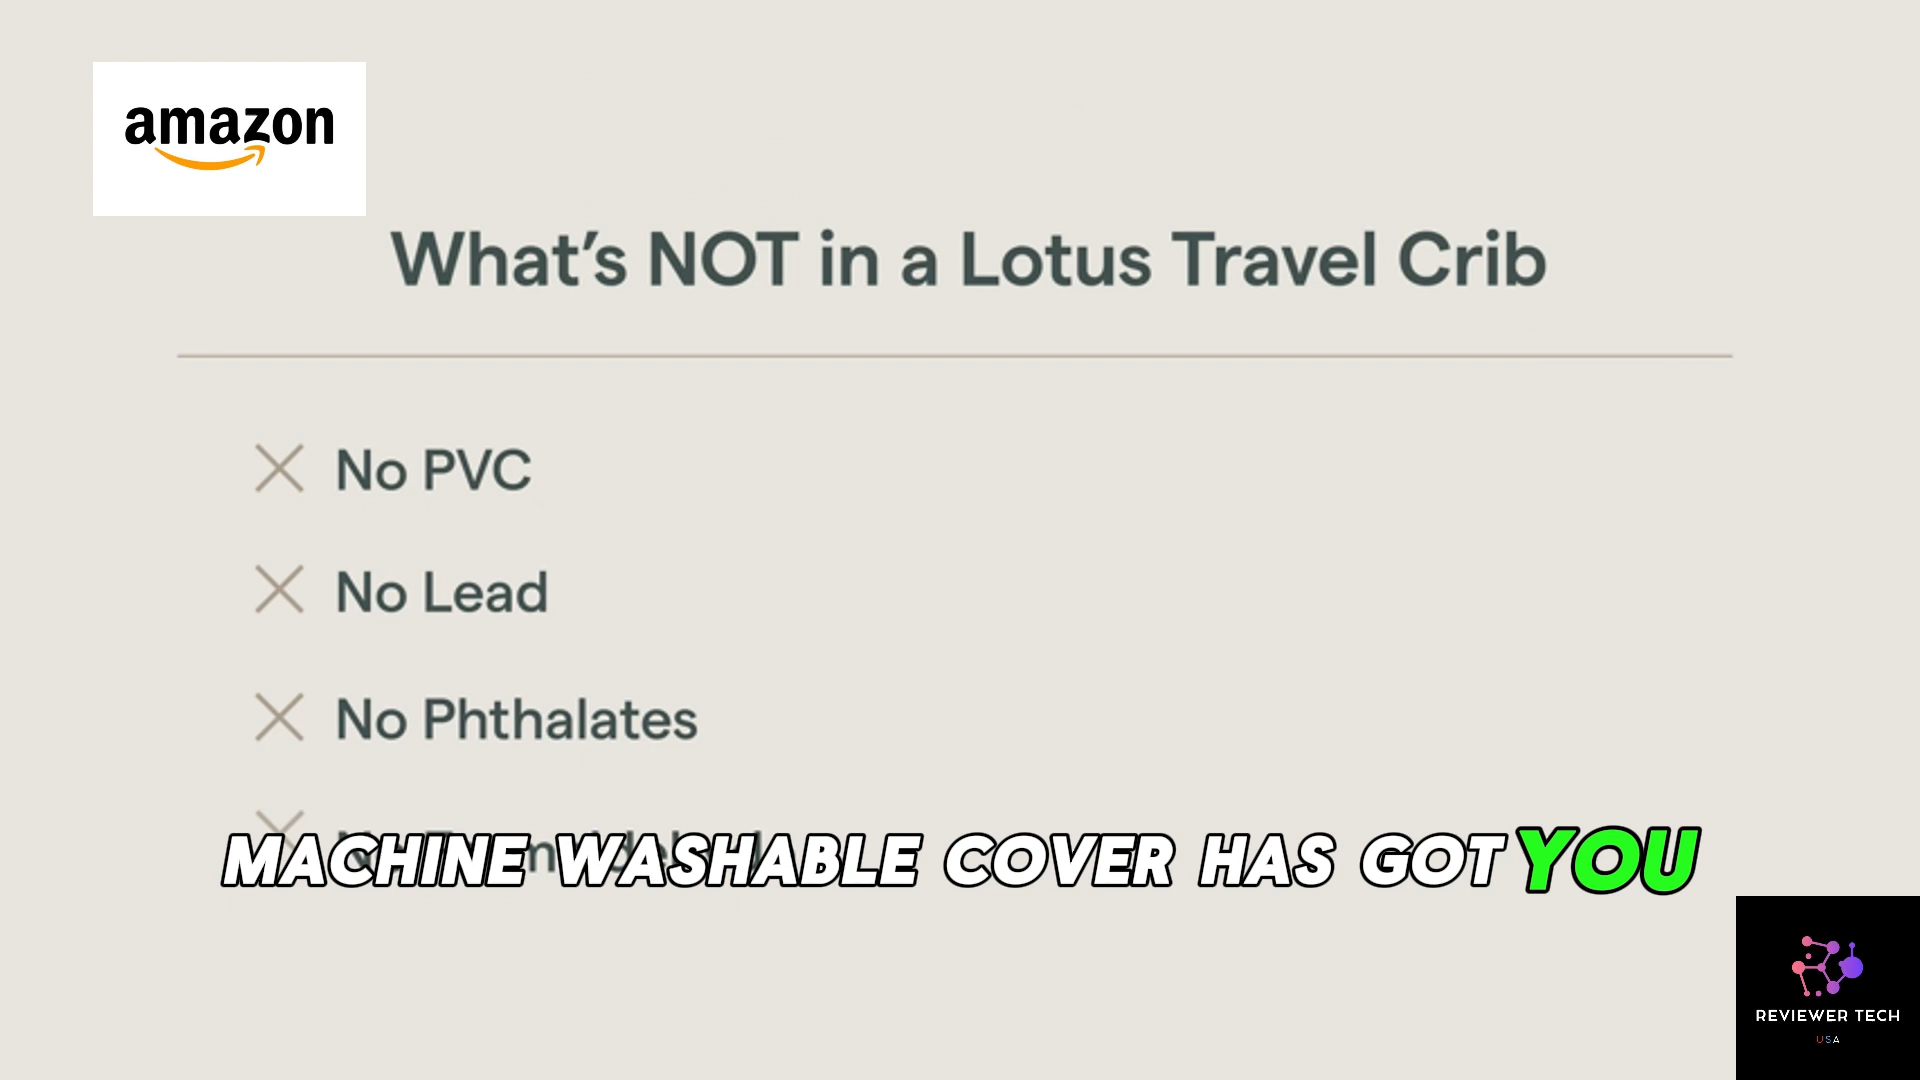 amazon
What's NOT in a Lotus Travel Crib
No PVC
No Lead
No Phthalates
No
MACHINE WASHABLE COVER HAS GOT YOU
REVIEWER TECH
USA